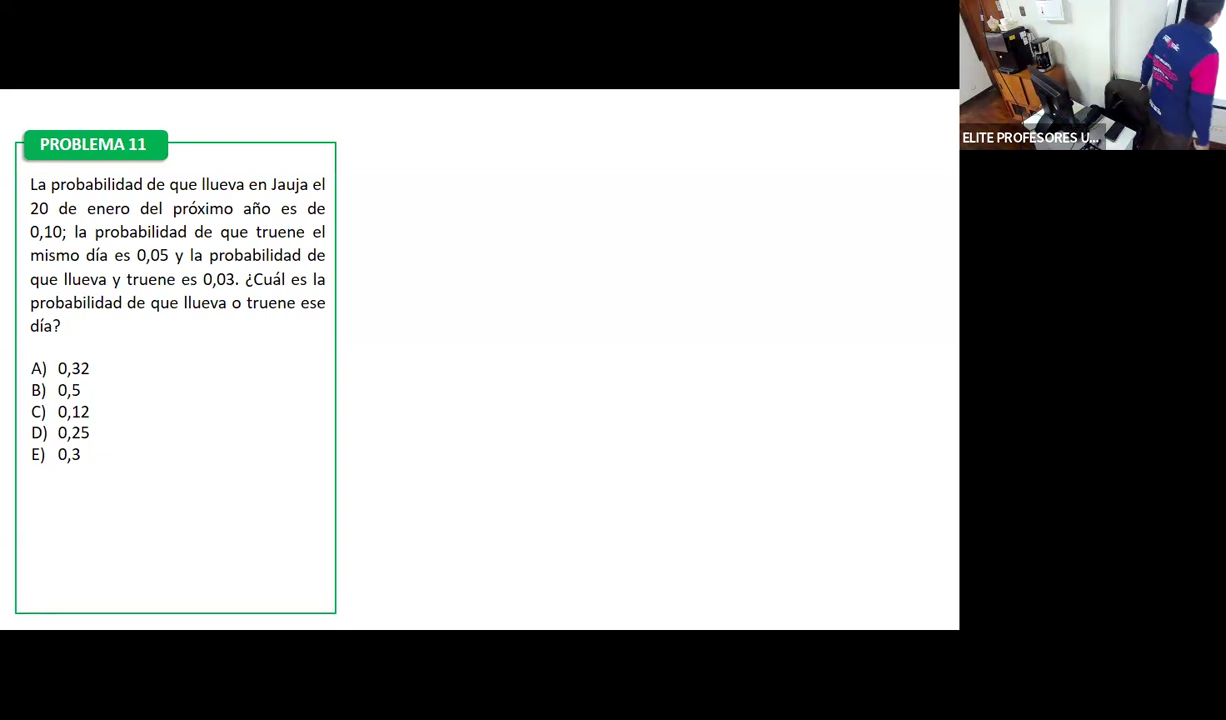 PROBLEMA 11
La probabilidad de que llueva en Jauja el
20 de enero del próximo año es de
0,10; la probabilidad de que truene el
mismo día es 0,05 y la probabilidad de
que llueva y truene es 0,03. ¿Cuál es la
probabilidad de que llueva o truene ese
día?
A) 0,32
B) 0,5
C) 0,12
D) 0,25
E) 0,3
ELITE PROFESORES U...